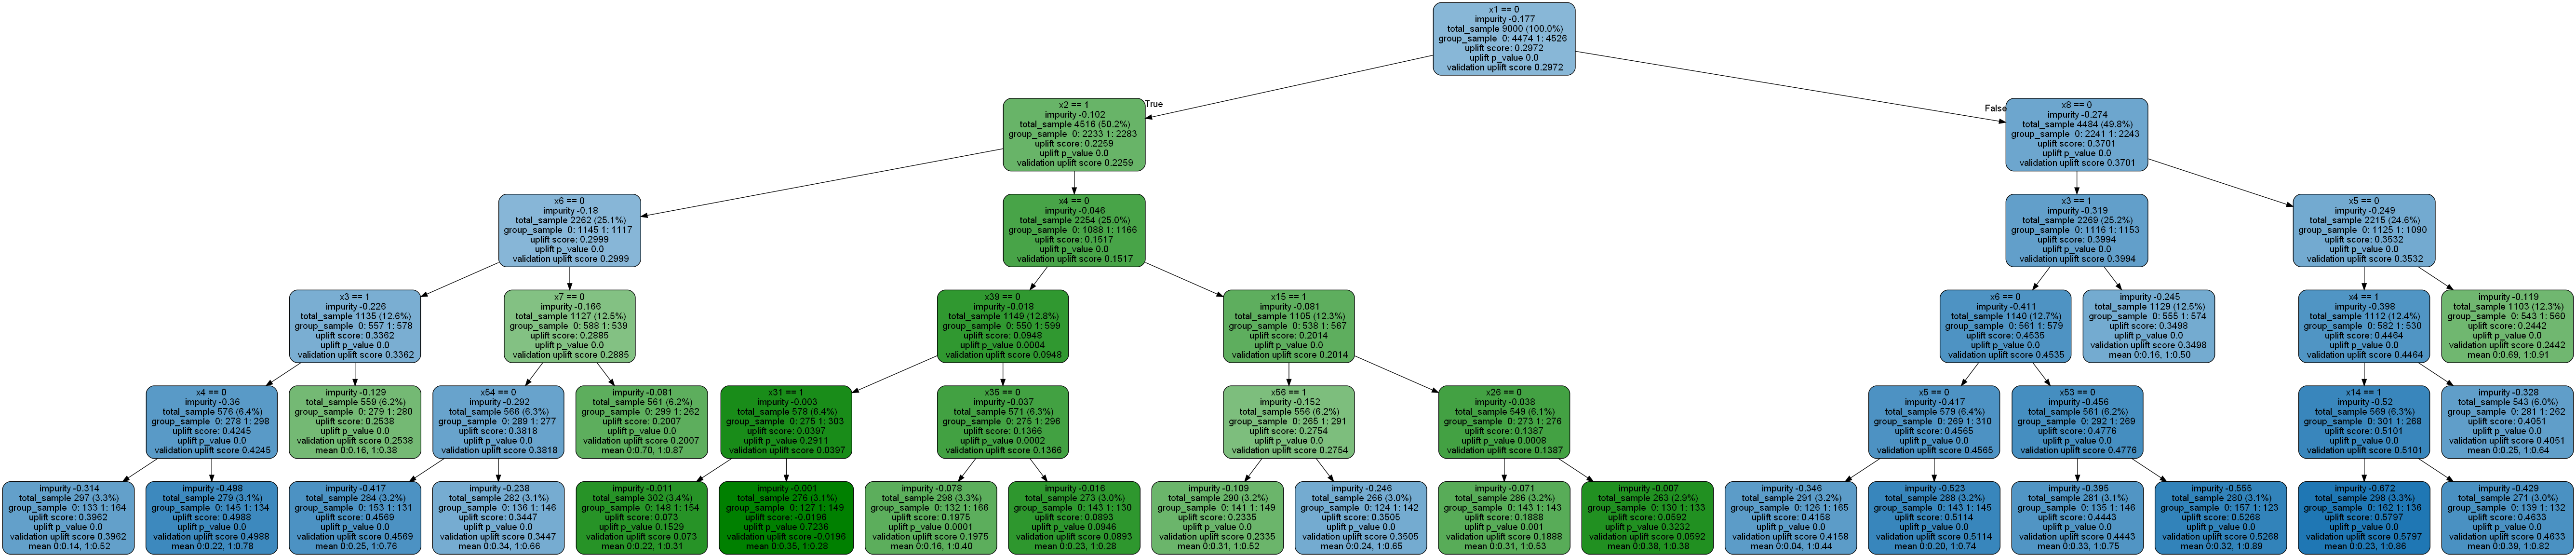 x1 == 0
impurity -0.177
total_sample 9000 (100.0%)
group_sample 0: 4474 1: 4526
uplift score: 0.2972
uplift p_value 0.0
validation uplift score 0.2972
True
False
x2 == 1
impurity -0.102
total_sample 4516 (50.2%)
group_sample 0: 2233 1: 2283
uplift score: 0.2259
uplift p_value 0.0
validation uplift score 0.2259
x8 == 0
impurity -0.274
total_sample 4484 (49.8%)
group_sample 0: 2241 1: 2243
uplift score: 0.3701
uplift p_value 0.0
validation uplift score 0.3701
x6 == 0
impurity -0.18
total_sample 2262 (25.1%)
group_sample 0: 1145 1: 1117
uplift score: 0.2999
uplift p_value 0.0
validation uplift score 0.2999
x4 == 0
impurity -0.046
total_sample 2254 (25.0%)
group_sample 0: 1088 1: 1166
uplift score: 0.1517
uplift p_value 0.0
validation uplift score 0.1517
x3 == 1
impurity -0.319
total_sample 2269 (25.2%)
group_sample 0: 1116 1: 1153
uplift score: 0.3994
uplift p_value 0.0
validation uplift score 0.3994
x5 == 0
impurity -0.249
total_sample 2215 (24.6%)
group_sample 0: 1125 1: 1090
uplift score: 0.3532
uplift p_value 0.0
validation uplift score 0.3532
x3 == 1
impurity -0.226
total_sample 1135 (12.6%)
group_sample 0: 557 1: 578
uplift score: 0.3362
uplift p_value 0.0
validation uplift score 0.3362
x7 == 0
impurity -0.166
total_sample 1127 (12.5%)
group_sample 0: 588 1: 539
uplift score: 0.2885
uplift p_value 0.0
validation uplift score 0.2885
x39 == 0
impurity -0.018
total_sample 1149 (12.8%)
group_sample 0: 550 1: 599
uplift score: 0.0948
uplift p_value 0.0004
validation uplift score 0.0948
x15 == 1
impurity -0.081
total_sample 1105 (12.3%)
group_sample 0: 538 1: 567
uplift score: 0.2014
uplift p_value 0.0
validation uplift score 0.2014
x6 == 0
impurity -0.411
total_sample 1140 (12.7%)
group_sample 0: 561 1: 579
uplift score: 0.4535
uplift p_value 0.0
validation uplift score 0.4535
impurity -0.245
total_sample 1129 (12.5%)
group_sample 0: 555 1: 574
uplift score: 0.3498
uplift p_value 0.0
validation uplift score 0.3498
mean 0:0.16, 1:0.50
x4 == 1
impurity -0.398
total_sample 1112 (12.4%)
group_sample 0: 582 1: 530
uplift score: 0.4464
uplift p_value 0.0
validation uplift score 0.4464
impurity -0.119
total_sample 1103 (12.3%)
group_sample 0: 543 1: 560
uplift score: 0.2442
uplift p_value 0.0
validation uplift score 0.2442
mean 0:0.69, 1:0.91
x4 == 0
impurity -0.36
total_sample 576 (6.4%)
group_sample 0: 278 1: 298
uplift score: 0.4245
uplift p_value 0.0
validation uplift score 0.4245
impurity -0.129
total_sample 559 (6.2%)
group_sample 0: 279 1: 280
uplift score: 0.2538
uplift p_value 0.0
validation uplift score 0.2538
mean 0:0.16, 1:0.38
x54 == 0
impurity -0.292
total_sample 566 (6.3%)
group_sample 0: 289 1: 277
uplift score: 0.3818
uplift p_value 0.0
validation uplift score 0.3818
impurity -0.081
total_sample 561 (6.2%)
group_sample 0: 299 1: 262
uplift score: 0.2007
uplift p_value 0.0
validation uplift score 0.2007
mean 0:0.70, 1:0.87
x31 == 1
impurity -0.003
total_sample 578 (6.4%)
group_sample 0: 275 1: 303
uplift score: 0.0397
uplift p_value 0.2911
validation uplift score 0.0397
x35 == 0
impurity -0.037
total_sample 571 (6.3%)
group_sample 0: 275 1: 296
uplift score: 0.1366
uplift p_value 0.0002
validation uplift score 0.1366
x56 == 1
impurity -0.152
total_sample 556 (6.2%)
group_sample 0: 265 1: 291
uplift score: 0.2754
uplift p_value 0.0
validation uplift score 0.2754
x26 == 0
impurity -0.038
total_sample 549 (6.1%)
group_sample 0: 273 1: 276
uplift score: 0.1387
uplift p_value 0.0008
validation uplift score 0.1387
x5 == 0
impurity -0.417
total_sample 579 (6.4%)
group_sample 0: 269 1: 310
uplift score: 0.4565
uplift p_value 0.0
validation uplift score 0.4565
x53 == 0
impurity -0.456
total_sample 561 (6.2%)
group_sample 0: 292 1: 269
uplift score: 0.4776
uplift p_value 0.0
validation uplift score 0.4776
x14 == 1
impurity -0.52
total_sample 569 (6.3%)
group_sample 0: 301 1: 268
uplift score: 0.5101
uplift p_value 0.0
validation uplift score 0.5101
impurity -0.328
total_sample 543 (6.0%)
group_sample 0: 281 1: 262
uplift score: 0.4051
uplift p_value 0.0
validation uplift score 0.4051
mean 0:0.25, 1:0.64
impurity -0.314
total_sample 297 (3.3%)
group_sample 0: 133 1: 164
uplift score: 0.3962
uplift p_value 0.0
validation uplift score 0.3962
mean 0:0.14, 1:0.52
impurity -0.498
total_sample 279 (3.1%)
group_sample 0: 145 1: 134
uplift score: 0.4988
uplift p_value 0.0
validation uplift score 0.4988
mean 0:0.22, 1:0.78
impurity -0.417
total_sample 284 (3.2%)
group_sample 0: 153 1: 131
uplift score: 0.4569
uplift p_value 0.0
validation uplift score 0.4569
mean 0:0.25, 1:0.76
impurity -0.238
total_sample 282 (3.1%)
group_sample 0: 136 1: 146
uplift score: 0.3447
uplift p_value 0.0
validation uplift score 0.3447
mean 0:0.34, 1:0.66
impurity -0.011
total_sample 302 (3.4%)
group_sample 0: 148 1: 154
uplift score: 0.073
uplift p_value 0.1529
validation uplift score 0.073
mean 0:0.22, 1:0.31
impurity -0.001
total_sample 276 (3.1%)
group_sample 0: 127 1: 149
uplift score: -0.0196
uplift p_value 0.7236
validation uplift score -0.0196
mean 0:0.35, 1:0.28
impurity -0.078
total_sample 298 (3.3%)
group_sample 0: 132 1: 166
uplift score: 0.1975
uplift p_value 0.0001
validation uplift score 0.1975
mean 0:0.16, 1:0.40
impurity -0.016
total_sample 273 (3.0%)
group_sample 0: 143 1: 130
uplift score: 0.0893
uplift p_value 0.0946
validation uplift score 0.0893
mean 0:0.23, 1:0.28
impurity -0.109
total_sample 290 (3.2%)
group_sample 0: 141 1: 149
uplift score: 0.2335
uplift p_value 0.0
validation uplift score 0.2335
mean 0:0.31, 1:0.52
impurity -0.246
total_sample 266 (3.0%)
group_sample 0: 124 1: 142
uplift score: 0.3505
uplift p_value 0.0
validation uplift score 0.3505
mean 0:0.24, 1:0.65
impurity -0.071
total_sample 286 (3.2%)
group_sample 0: 143 1: 143
uplift score: 0.1888
uplift p_value 0.001
validation uplift score 0.1888
mean 0:0.31, 1:0.53
impurity -0.007
total_sample 263 (2.9%)
group_sample 0: 130 1: 133
uplift score: 0.0592
uplift p_value 0.3232
validation uplift score 0.0592
mean 0:0.38, 1:0.38
impurity -0.346
total_sample 291 (3.2%)
group_sample 0: 126 1: 165
uplift score: 0.4158
uplift p_value 0.0
validation uplift score 0.4158
mean 0:0.04, 1:0.44
impurity -0.523
total_sample 288 (3.2%)
group_sample 0: 143 1: 145
uplift score: 0.5114
uplift p_value 0.0
validation uplift score 0.5114
mean 0:0.20, 1:0.74
impurity -0.395
total_sample 281 (3.1%)
group_sample 0: 135 1: 146
uplift score: 0.4443
uplift p_value 0.0
validation uplift score 0.4443
mean 0:0.33, 1:0.75
impurity -0.555
total_sample 280 (3.1%)
group_sample 0: 157 1: 123
uplift score: 0.5268
uplift p_value 0.0
validation uplift score 0.5268
mean 0:0.32, 1:0.89
impurity -0.672
total_sample 298 (3.3%)
group_sample 0: 162 1: 136
uplift score: 0.5797
uplift p_value 0.0
validation uplift score 0.5797
mean 0:0.23, 1:0.86
impurity -0.429
total_sample 271 (3.0%)
group_sample 0: 139 1: 132
uplift score: 0.4633
uplift p_value 0.0
validation uplift score 0.4633
mean 0:0.39, 1:0.82